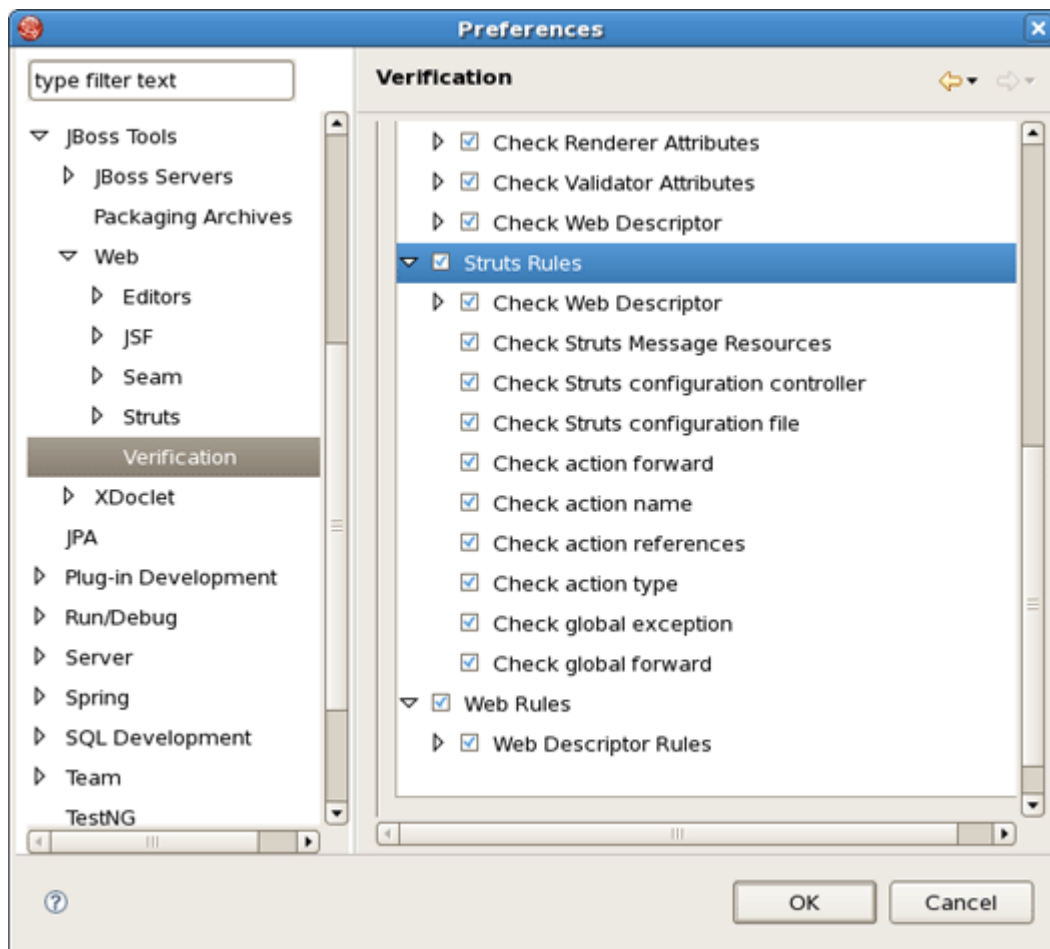 Preferences
type filter text
JBoss Tools
JBoss Servers
Packaging Archives
Web
Editors
JSF
Seam
Struts
Verification
XDoclet
JPA
Plug-in Development
Run/Debug
Server
Spring
SQL Development
Team
TestNG
Verification
Check Renderer Attributes
Check Validator Attributes
Check Web Descriptor
Struts Rules
Check Web Descriptor
Check Struts Message Resources
Check Struts configuration controller
Check Struts configuration file
Check action forward
Check action name
Check action references
Check action type
Check global exception
Check global forward
Web Rules
Web Descriptor Rules
OK
Cancel